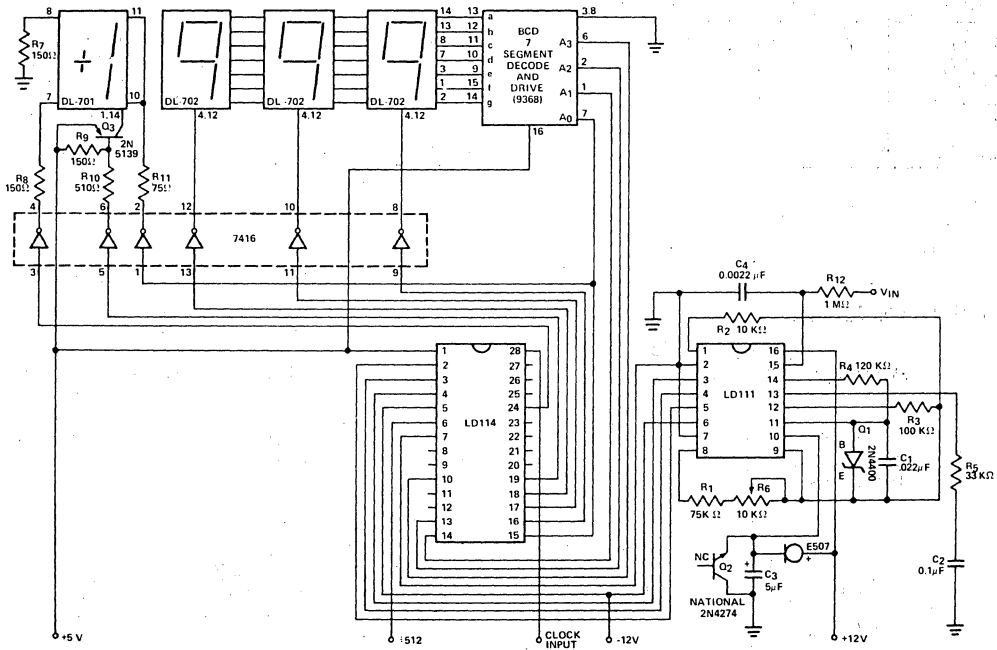 8
11
R7
150Ω
DL-701
7
10
1,14
Q3
2N
5139
R9
150Ω
R8
150Ω
R10
510Ω
R11
75Ω
DL-702
4.12
DL-702
4.12
DL-702
4.12
14 13 a
13 12 b
8 11 c
7 10 d
3 9 e
1 15 f
2 14 g
BCD
7
SEGMENT
DECODE
AND
DRIVE
(9368)
3.8
A3 6
A2 2
A1 1
A0 7
16
4 6 2 12 10 8
7416
3 5 1 13 11 9
C4
0.0022 μF
R12
1 MΩ
VIN
R2 10 KΩ
1 28
2 27
3 26
4 25
5 24
6 23
7 22
8 21
9 20
10 19
11 18
12 17
13 16
14 15
LD114
1 16
2 15
3 14
4 13
5 12
6 11
7 10
8 9
LD111
R4 120 KΩ
R3
100 KΩ
Q1
B
E
2N4400
C1
.022μF
R5
33 KΩ
R1
75K Ω
R6
10 KΩ
E507
+
NC
Q2
+
C3
5μF
NATIONAL
2N4274
C2
0.1μF
+5 V
÷512
CLOCK
INPUT
-12V
+12V